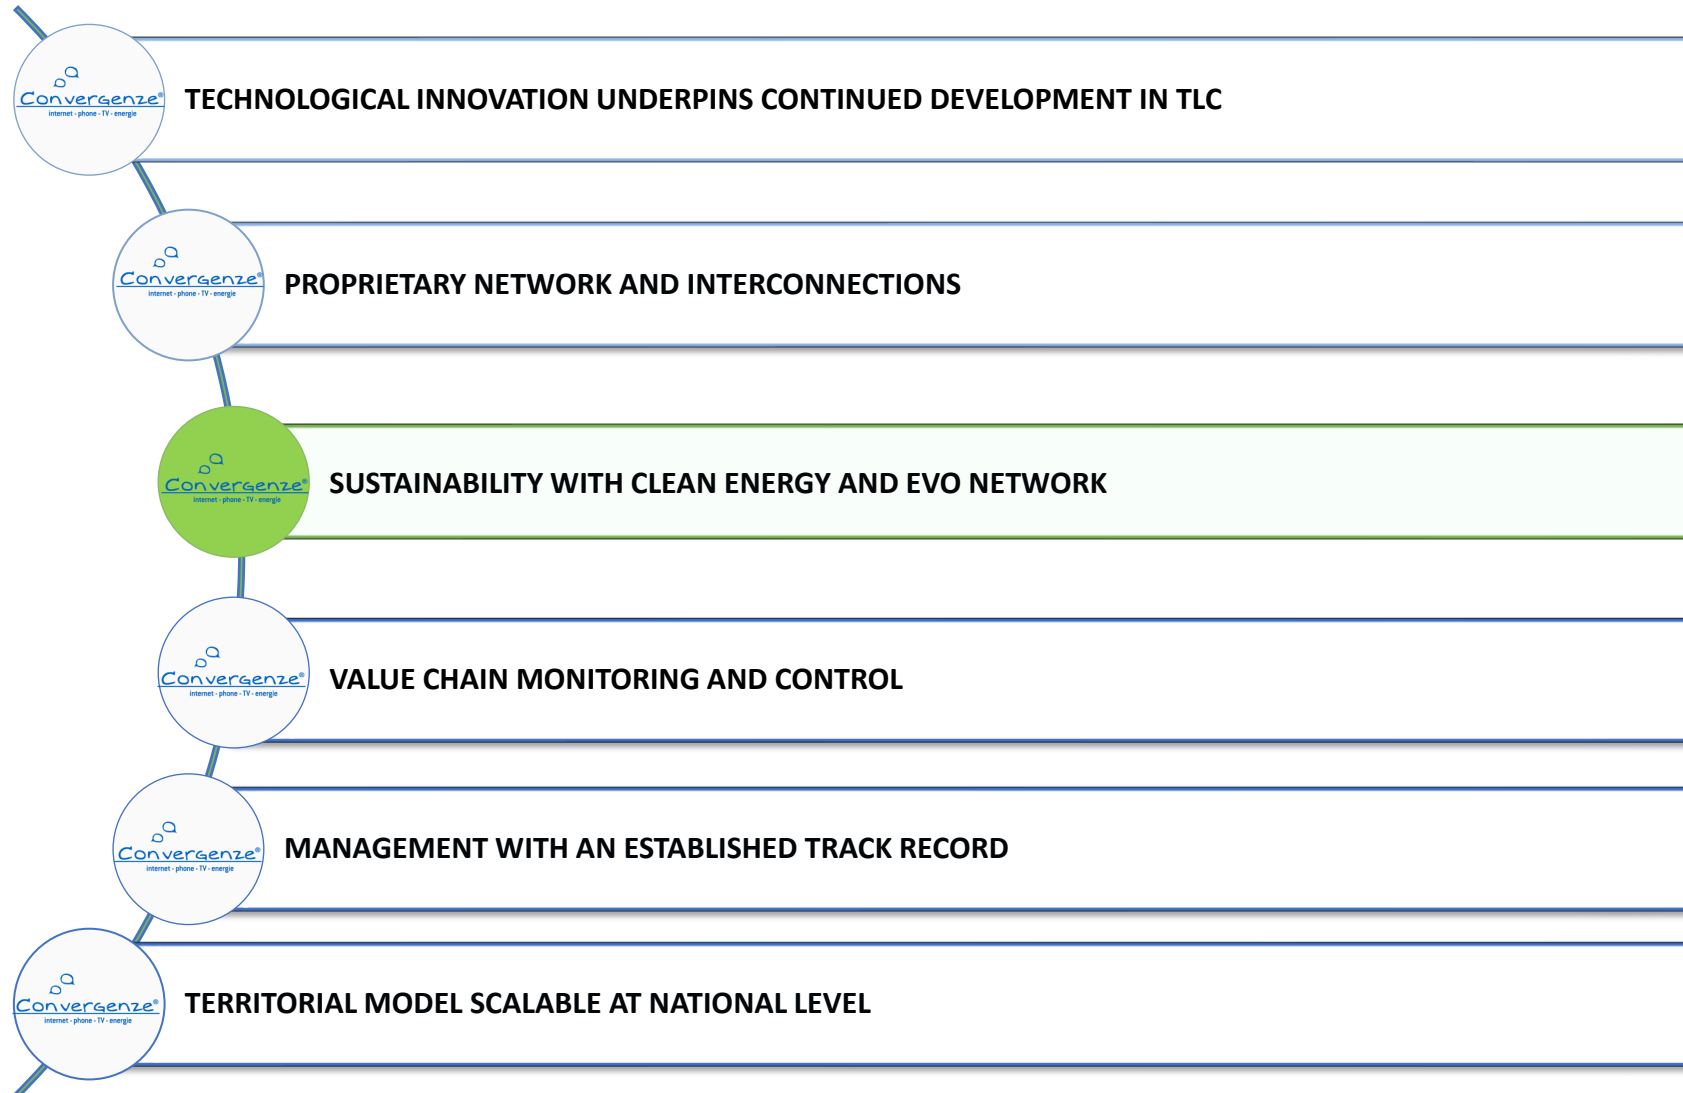 Convergenze®
internet - phone - TV - energie
TECHNOLOGICAL INNOVATION UNDERPINS CONTINUED DEVELOPMENT IN TLC
Convergenze®
internet - phone - TV - energie
PROPRIETARY NETWORK AND INTERCONNECTIONS
Convergenze®
internet - phone - TV - energie
SUSTAINABILITY WITH CLEAN ENERGY AND EVO NETWORK
Convergenze®
internet - phone - TV - energie
VALUE CHAIN MONITORING AND CONTROL
Convergenze®
internet - phone - TV - energie
MANAGEMENT WITH AN ESTABLISHED TRACK RECORD
Convergenze®
internet - phone - TV - energie
TERRITORIAL MODEL SCALABLE AT NATIONAL LEVEL